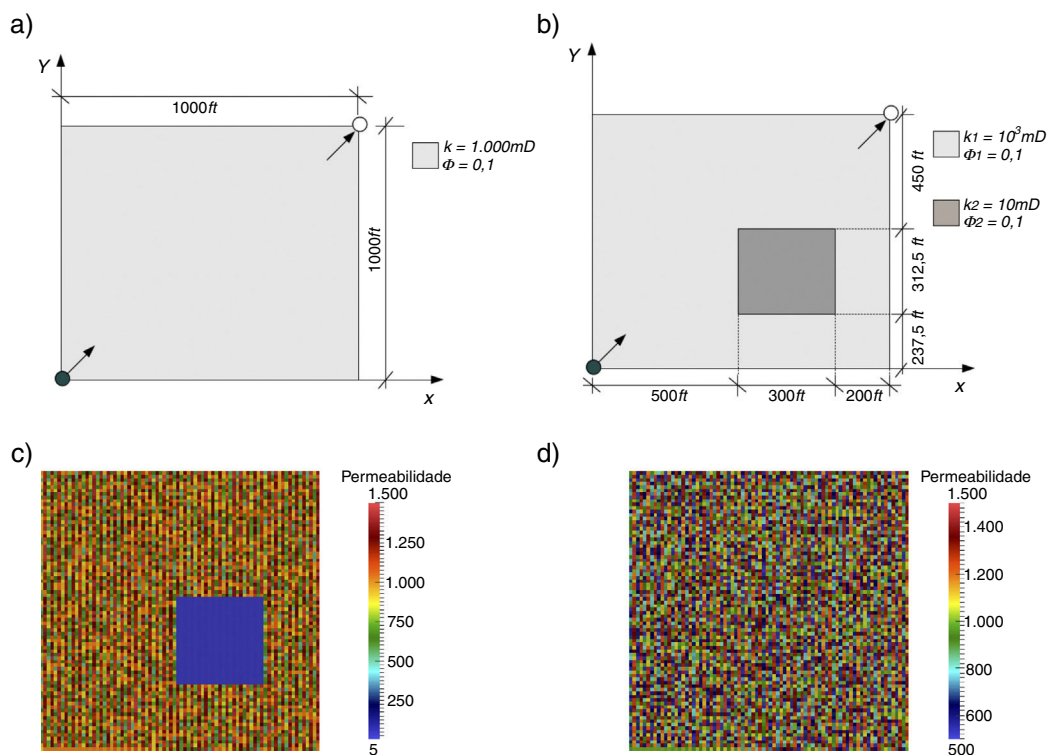 a)
Y
1000ft
k = 1.000mD
Φ = 0,1
1000ft
x
b)
Y
k1 = 10³mD
Φ1 = 0,1
k2 = 10mD
Φ2 = 0,1
450 ft
312,5 ft
237,5 ft
500ft
300ft
200ft
x
c)
Permeabilidade
1.500
1.250
1.000
750
500
250
5
d)
Permeabilidade
1.500
1.400
1.200
1.000
800
600
500